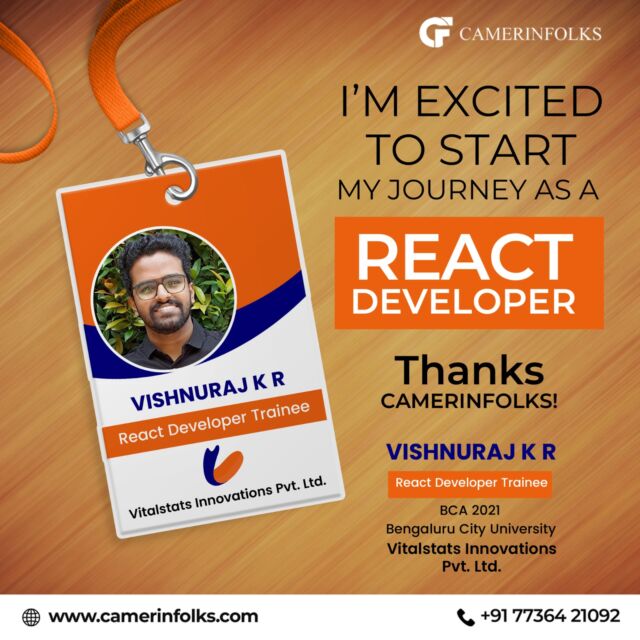 CF CAMERINFOLKS
I'M EXCITED
TO START
MY JOURNEY AS A
REACT
DEVELOPER
VISHNURAJ K R
React Developer Trainee
Vitalstats Innovations Pvt. Ltd.
Thanks
CAMERINFOLKS!
VISHNURAJ K R
React Developer Trainee
BCA 2021
Bengaluru City University
Vitalstats Innovations
Pvt. Ltd.
www.camerinfolks.com
+91 77364 21092